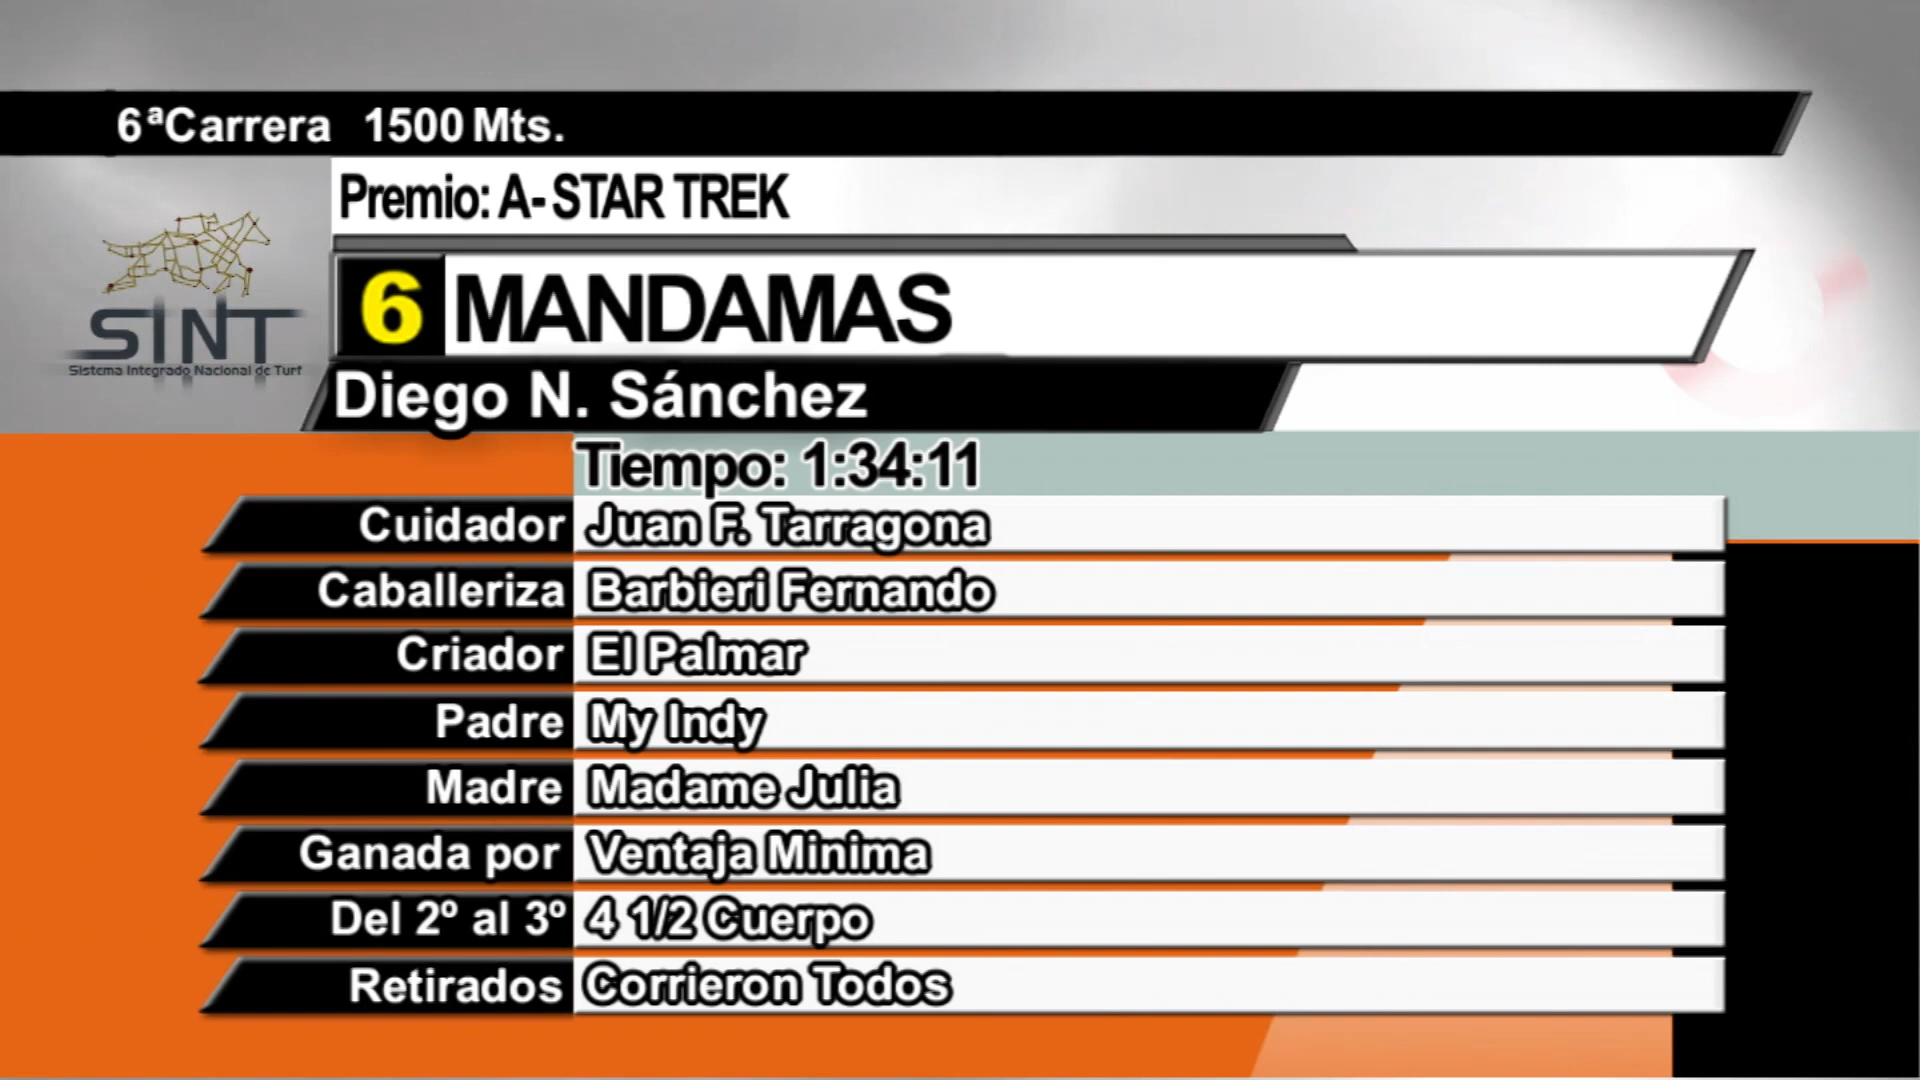 6ªCarrera 1500 Mts.
Premio: A- STAR TREK
6 MANDAMAS
SINT
Sistema Integrado Nacional de Turf
Diego N. Sánchez
Tiempo: 1:34:11
Cuidador Juan F. Tarragona
Caballeriza Barbieri Fernando
Criador El Palmar
Padre My Indy
Madre Madame Julia
Ganada por Ventaja Minima
Del 2º al 3º 4 1/2 Cuerpo
Retirados Corrieron Todos